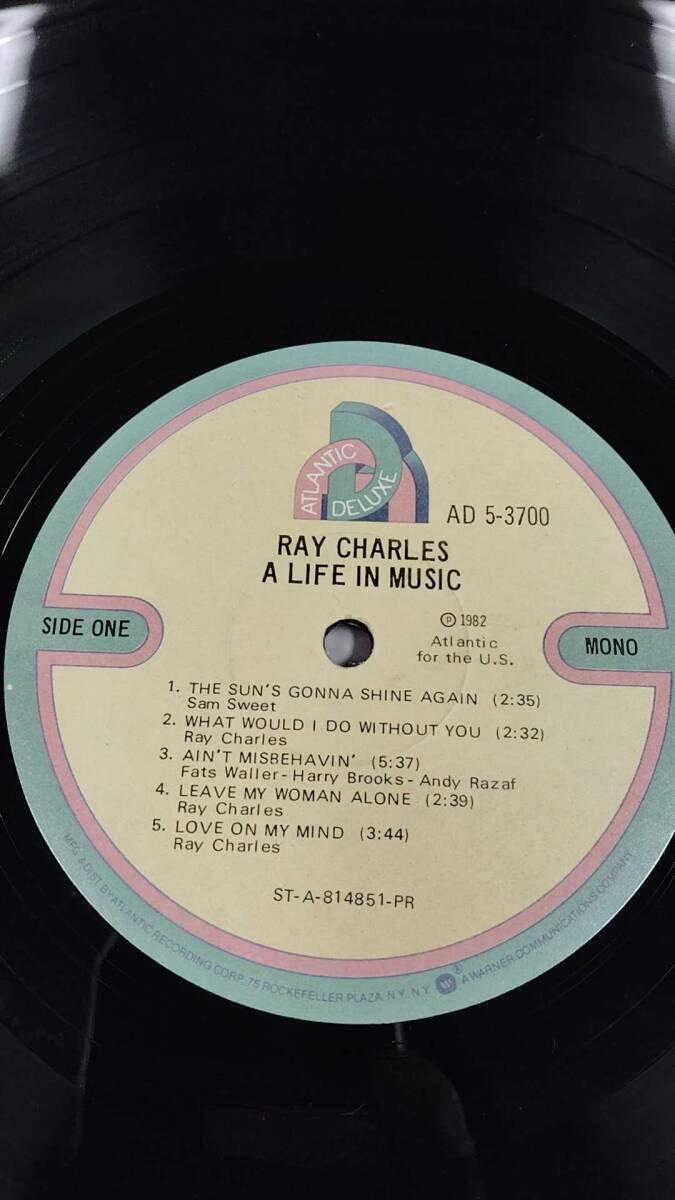 ATLANTIC
DELUXE
AD 5-3700
RAY CHARLES
A LIFE IN MUSIC
SIDE ONE
MONO
℗ 1982
Atlantic
for the U.S.
1. THE SUN'S GONNA SHINE AGAIN (2:35)
Sam Sweet
2. WHAT WOULD I DO WITHOUT YOU (2:32)
Ray Charles
3. AIN'T MISBEHAVIN' (5:37)
Fats Waller-Harry Brooks-Andy Razaf
4. LEAVE MY WOMAN ALONE (2:39)
Ray Charles
5. LOVE ON MY MIND (3:44)
Ray Charles
ST-A-814851-PR
MFG. & DIST. BY ATLANTIC RECORDING CORP., 75 ROCKEFELLER PLAZA, N.Y., N.Y. ® A WARNER COMMUNICATIONS COMPANY